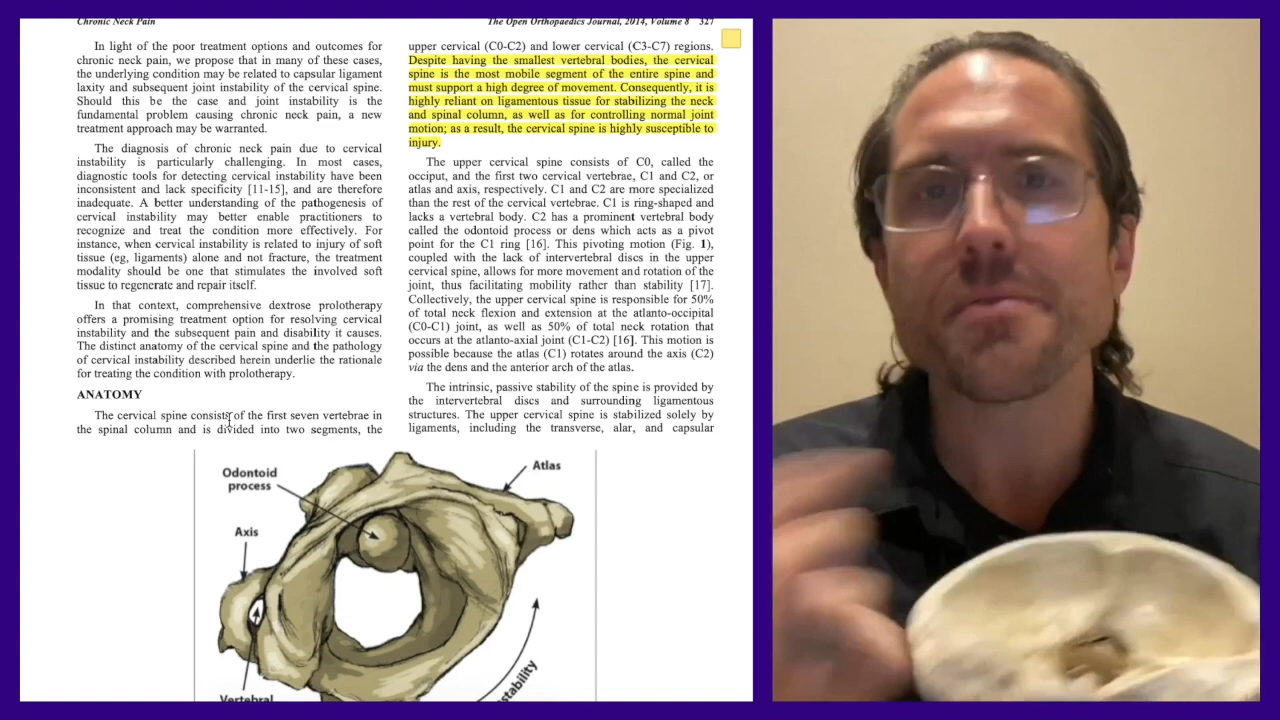 Chronic Neck Pain
The Open Orthopaedics Journal, 2014, Volume 8 327
In light of the poor treatment options and outcomes for
chronic neck pain, we propose that in many of these cases,
the underlying condition may be related to capsular ligament
laxity and subsequent joint instability of the cervical spine.
Should this be the case and joint instability is the
fundamental problem causing chronic neck pain, a new
treatment approach may be warranted.
The diagnosis of chronic neck pain due to cervical
instability is particularly challenging. In most cases,
diagnostic tools for detecting cervical instability have been
inconsistent and lack specificity [11-15], and are therefore
inadequate. A better understanding of the pathogenesis of
cervical instability may better enable practitioners to
recognize and treat the condition more effectively. For
instance, when cervical instability is related to injury of soft
tissue (eg, ligaments) alone and not fracture, the treatment
modality should be one that stimulates the involved soft
tissue to regenerate and repair itself.
In that context, comprehensive dextrose prolotherapy
offers a promising treatment option for resolving cervical
instability and the subsequent pain and disability it causes.
The distinct anatomy of the cervical spine and the pathology
of cervical instability described herein underlie the rationale
for treating the condition with prolotherapy.
ANATOMY
The cervical spine consists of the first seven vertebrae in
the spinal column and is divided into two segments, the
upper cervical (C0-C2) and lower cervical (C3-C7) regions.
Despite having the smallest vertebral bodies, the cervical
spine is the most mobile segment of the entire spine and
must support a high degree of movement. Consequently, it is
highly reliant on ligamentous tissue for stabilizing the neck
and spinal column, as well as for controlling normal joint
motion; as a result, the cervical spine is highly susceptible to
injury.
The upper cervical spine consists of C0, called the
occiput, and the first two cervical vertebrae, C1 and C2, or
atlas and axis, respectively. C1 and C2 are more specialized
than the rest of the cervical vertebrae. C1 is ring-shaped and
lacks a vertebral body. C2 has a prominent vertebral body
called the odontoid process or dens which acts as a pivot
point for the C1 ring [16]. This pivoting motion (Fig. 1),
coupled with the lack of intervertebral discs in the upper
cervical spine, allows for more movement and rotation of the
joint, thus facilitating mobility rather than stability [17].
Collectively, the upper cervical spine is responsible for 50%
of total neck flexion and extension at the atlanto-occipital
(C0-C1) joint, as well as 50% of total neck rotation that
occurs at the atlanto-axial joint (C1-C2) [16]. This motion is
possible because the atlas (C1) rotates around the axis (C2)
via the dens and the anterior arch of the atlas.
The intrinsic, passive stability of the spine is provided by
the intervertebral discs and surrounding ligamentous
structures. The upper cervical spine is stabilized solely by
ligaments, including the transverse, alar, and capsular
Odontoid
process
Atlas
Axis
Vertebral